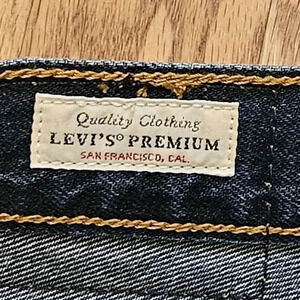 Quality Clothing
LEVI'S® PREMIUM
SAN FRANCISCO, CAL.